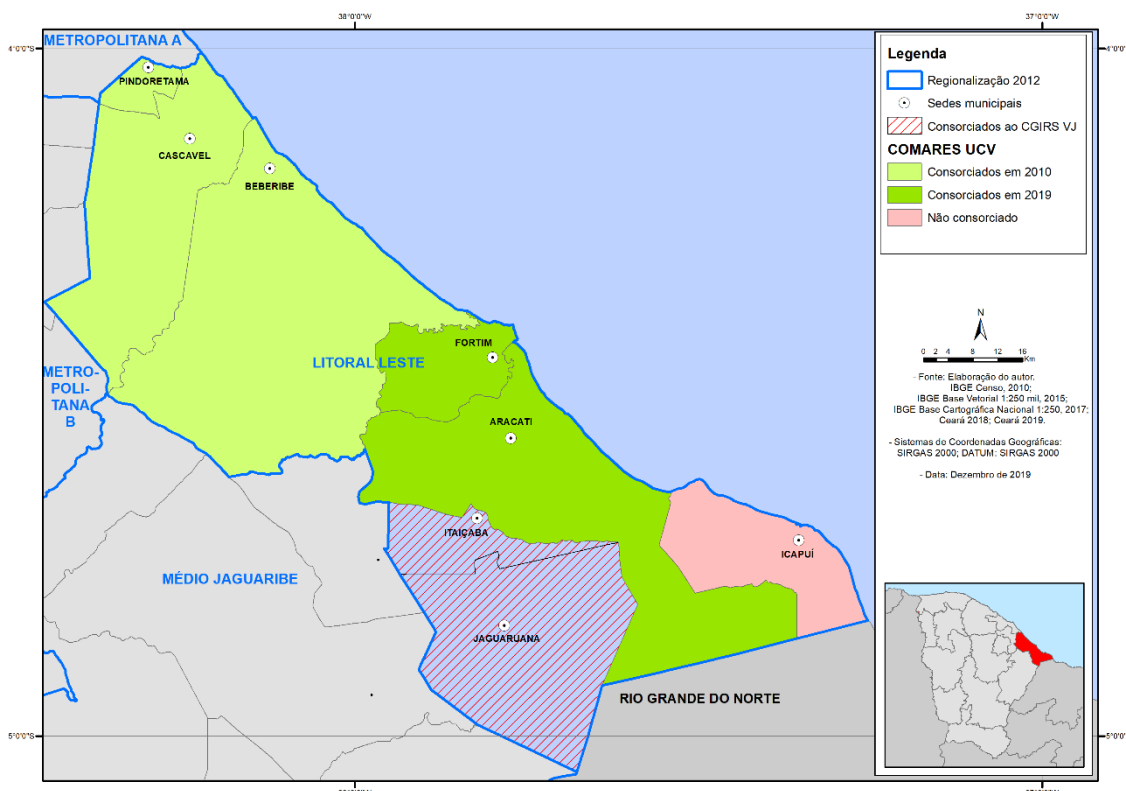 38°0'0"W
37°0'0"W
4°0'0"S
4°0'0"
METROPOLITANA A
PINDORETAMA
CASCAVEL
BEBERIBE
FORTIM
LITORAL LESTE
METRO-
POLI-
TANA
B
ARACATI
ITAIÇABA
ICAPUÍ
MÉDIO JAGUARIBE
JAGUARUANA
RIO GRANDE DO NORTE
5°0'0"S
5°0'0"
Legenda
Regionalização 2012
Sedes municipais
Consorciados ao CGIRS VJ
COMARES UCV
Consorciados em 2010
Consorciados em 2019
Não consorciado
N
0 2 4 8 12 16
Km
- Fonte: Elaboração do autor.
IBGE Censo, 2010;
IBGE Base Vetorial 1:250 mil, 2015;
IBGE Base Cartográfica Nacional 1:250, 2017;
Ceará 2018; Ceará 2019.
- Sistemas de Coordenadas Geográficas:
SIRGAS 2000; DATUM: SIRGAS 2000
- Data: Dezembro de 2019